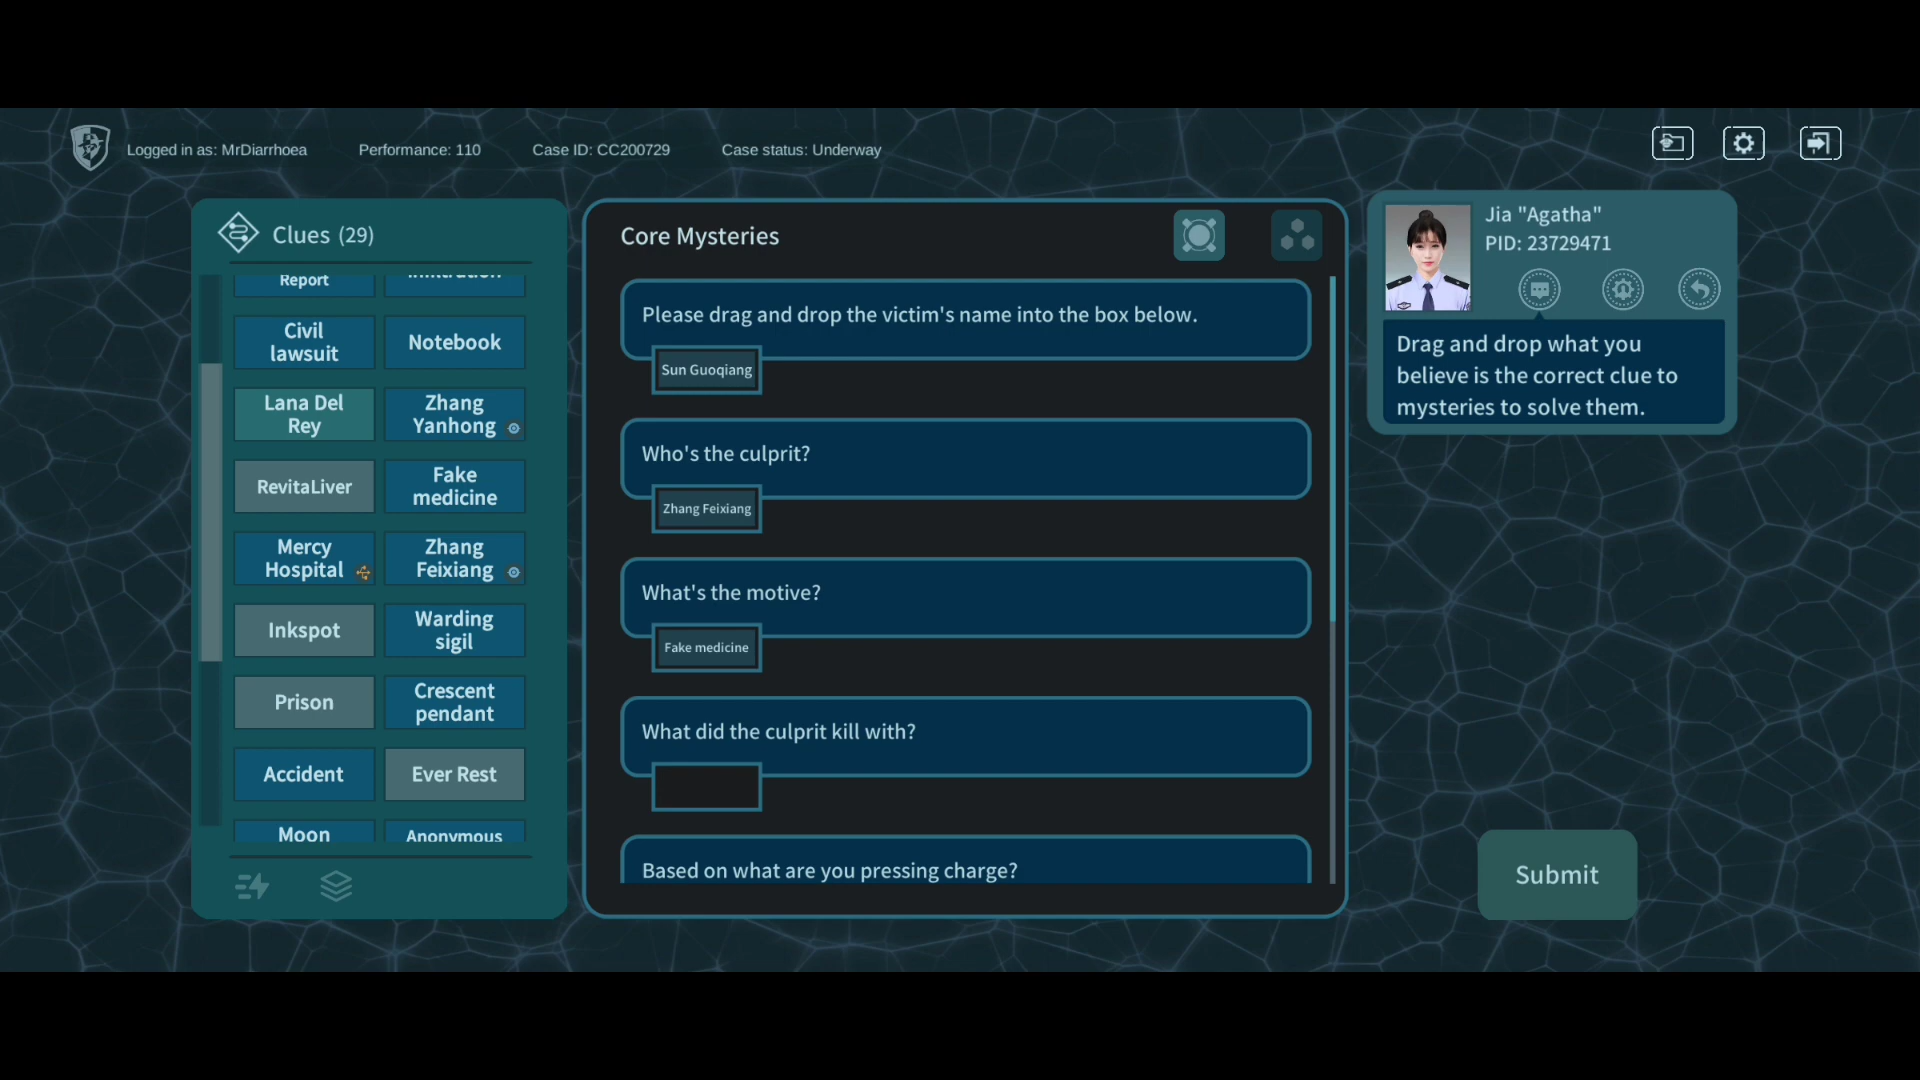 Logged in as: MrDiarrhoea
Performance: 110
Case ID: CC200729
Case status: Underway
Clues (29)
Report
Infiltration
Civil
lawsuit
Notebook
Lana Del
Rey
Zhang
Yanhong
RevitaLiver
Fake
medicine
Mercy
Hospital
Zhang
Feixiang
Inkspot
Warding
sigil
Prison
Crescent
pendant
Accident
Ever Rest
Moon
Anonymous
Core Mysteries
Please drag and drop the victim's name into the box below.
Sun Guoqiang
Who's the culprit?
Zhang Feixiang
What's the motive?
Fake medicine
What did the culprit kill with?
Based on what are you pressing charge?
Jia "Agatha"
PID: 23729471
Drag and drop what you
believe is the correct clue to
mysteries to solve them.
Submit